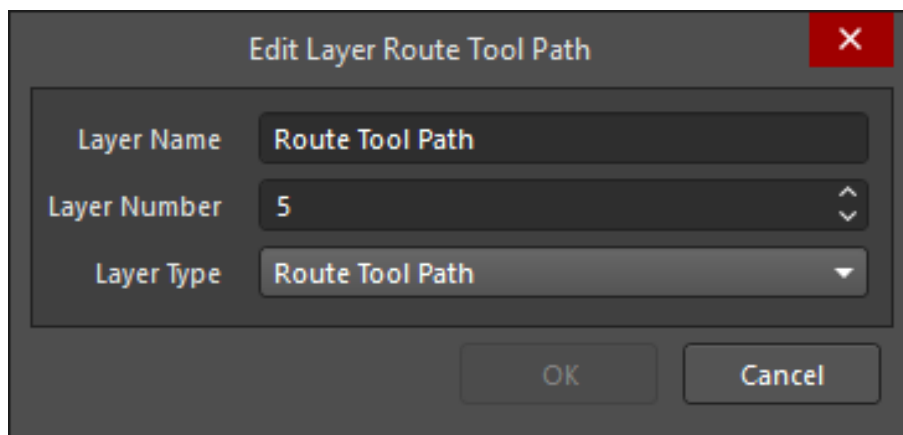 Edit Layer Route Tool Path
Layer Name Route Tool Path
Layer Number 5
Layer Type Route Tool Path
OK Cancel